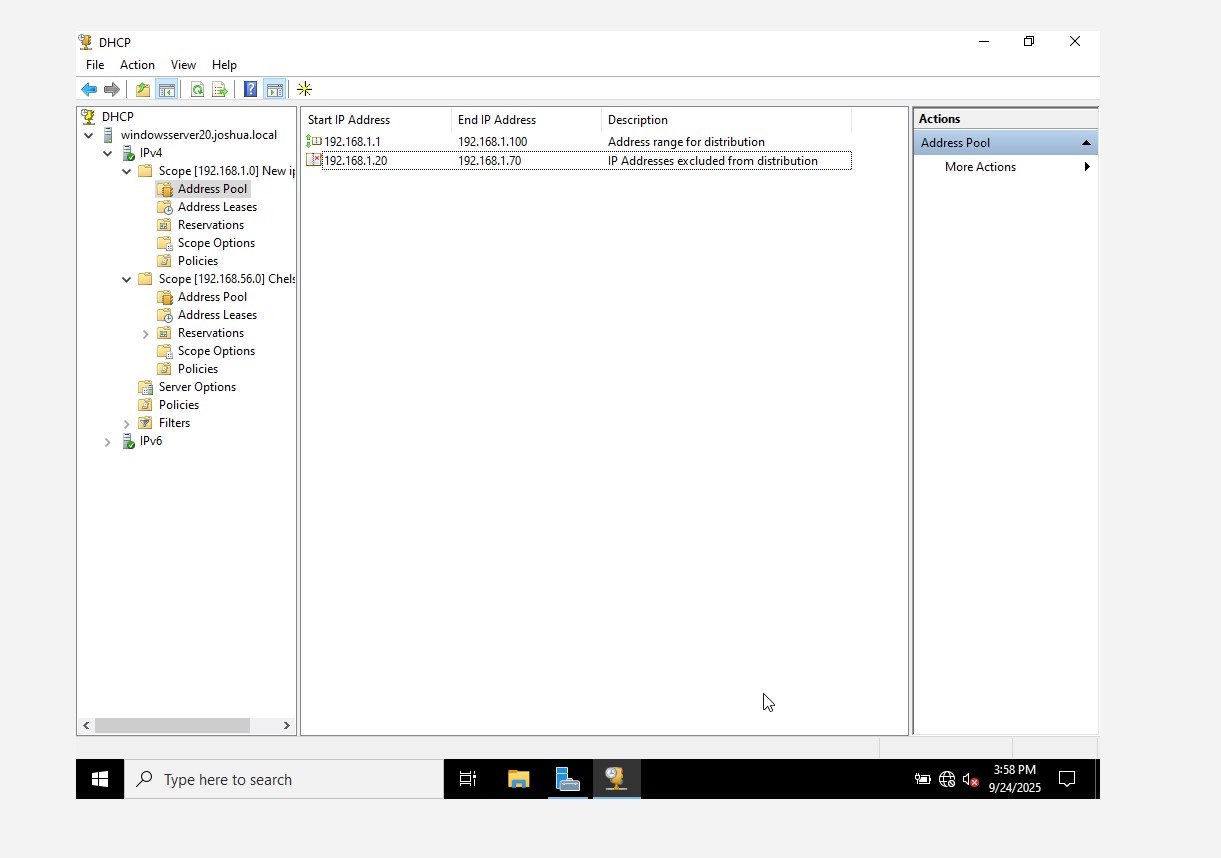 DHCP
File Action View Help
DHCP
windowsserver20.joshua.local
IPv4
Scope [192.168.1.0] New ip
Address Pool
Address Leases
Reservations
Scope Options
Policies
Scope [192.168.56.0] Chels
Address Pool
Address Leases
Reservations
Scope Options
Policies
Server Options
Policies
Filters
IPv6
Start IP Address End IP Address Description
192.168.1.1 192.168.1.100 Address range for distribution
192.168.1.20 192.168.1.70 IP Addresses excluded from distribution
Actions
Address Pool
More Actions
Type here to search
3:58 PM
9/24/2025